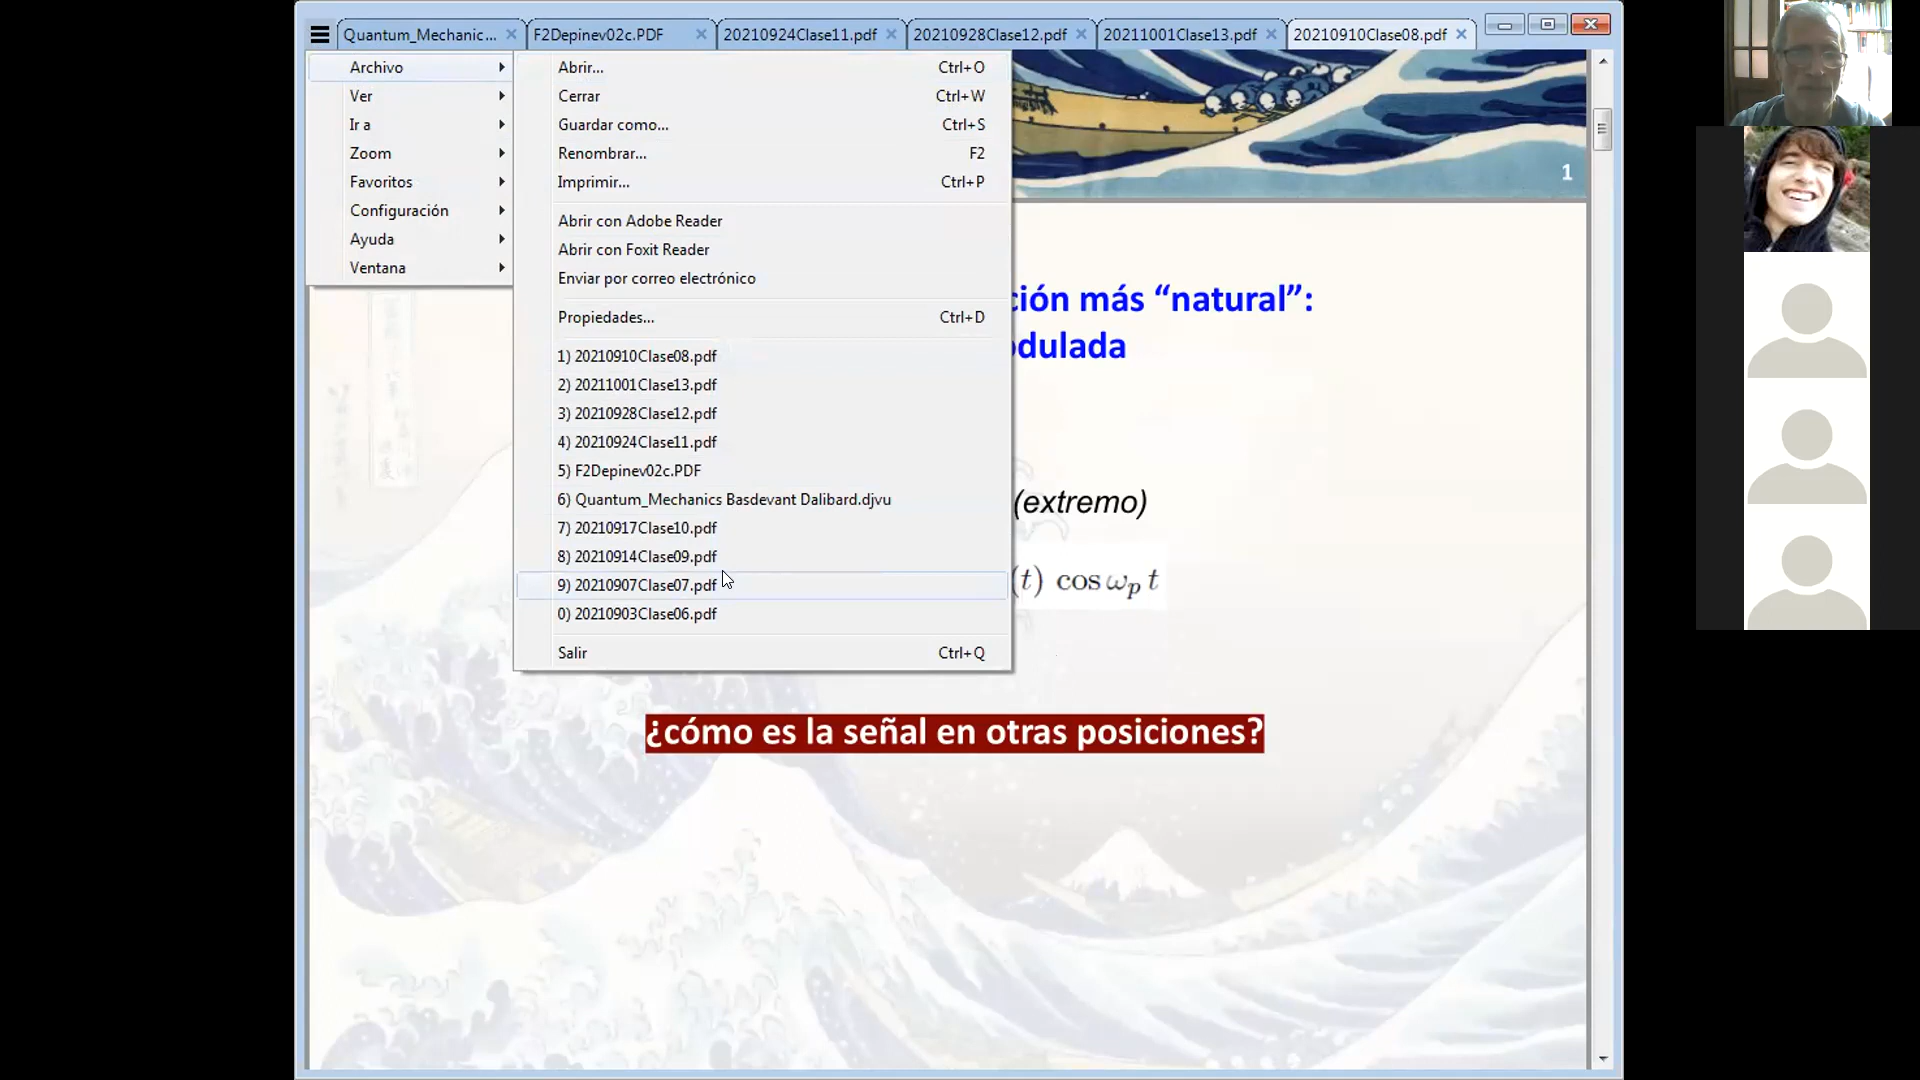 Quantum_Mechanic...
F2Depinev02c.PDF
20210924Clase11.pdf
20210928Clase12.pdf
20211001Clase13.pdf
20210910Clase08.pdf
Archivo
Ver
Ir a
Zoom
Favoritos
Configuración
Ayuda
Ventana
Abrir... Ctrl+O
Cerrar Ctrl+W
Guardar como... Ctrl+S
Renombrar... F2
Imprimir... Ctrl+P
Abrir con Adobe Reader
Abrir con Foxit Reader
Enviar por correo electrónico
Propiedades... Ctrl+D
1) 20210910Clase08.pdf
2) 20211001Clase13.pdf
3) 20210928Clase12.pdf
4) 20210924Clase11.pdf
5) F2Depinev02c.PDF
6) Quantum_Mechanics Basdevant Dalibard.djvu
7) 20210917Clase10.pdf
8) 20210914Clase09.pdf
9) 20210907Clase07.pdf
0) 20210903Clase06.pdf
Salir Ctrl+Q
1
ción más “natural”:
odulada
(extremo)
(t) cos ω_p t
¿cómo es la señal en otras posiciones?